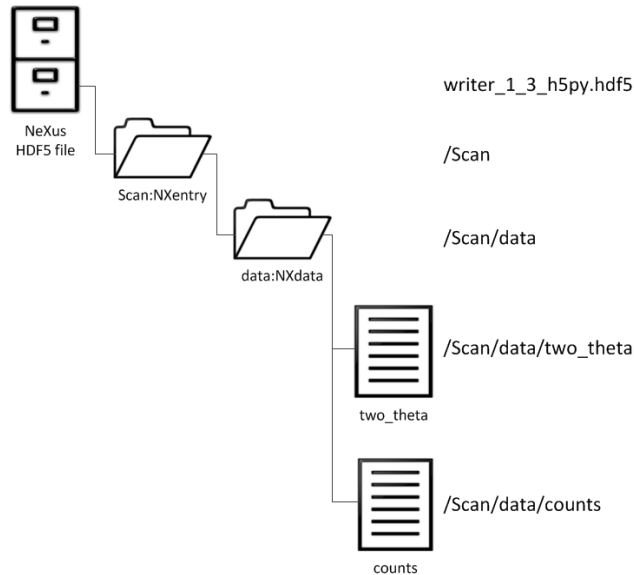 writer_1_3_h5py.hdf5
NeXus
HDF5 file
/Scan
Scan:NXentry
/Scan/data
data:NXdata
/Scan/data/two_theta
two_theta
/Scan/data/counts
counts